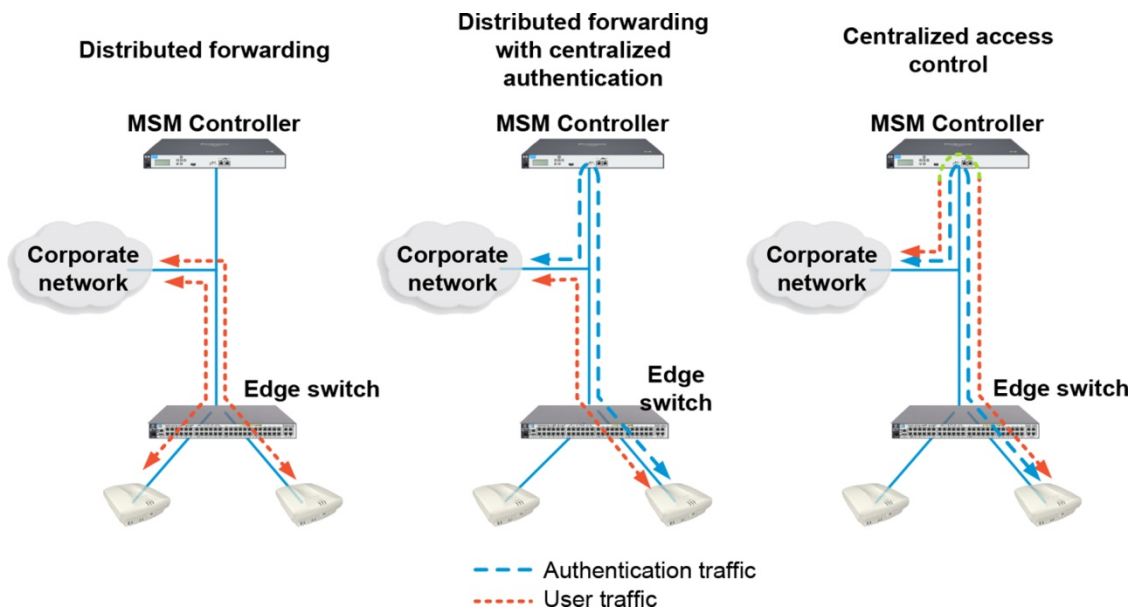 Distributed forwarding
Distributed forwarding
with centralized
authentication
Centralized access
control
MSM Controller
MSM Controller
MSM Controller
Corporate
network
Corporate
network
Corporate
network
Edge switch
Edge
switch
Edge switch
Authentication traffic
User traffic